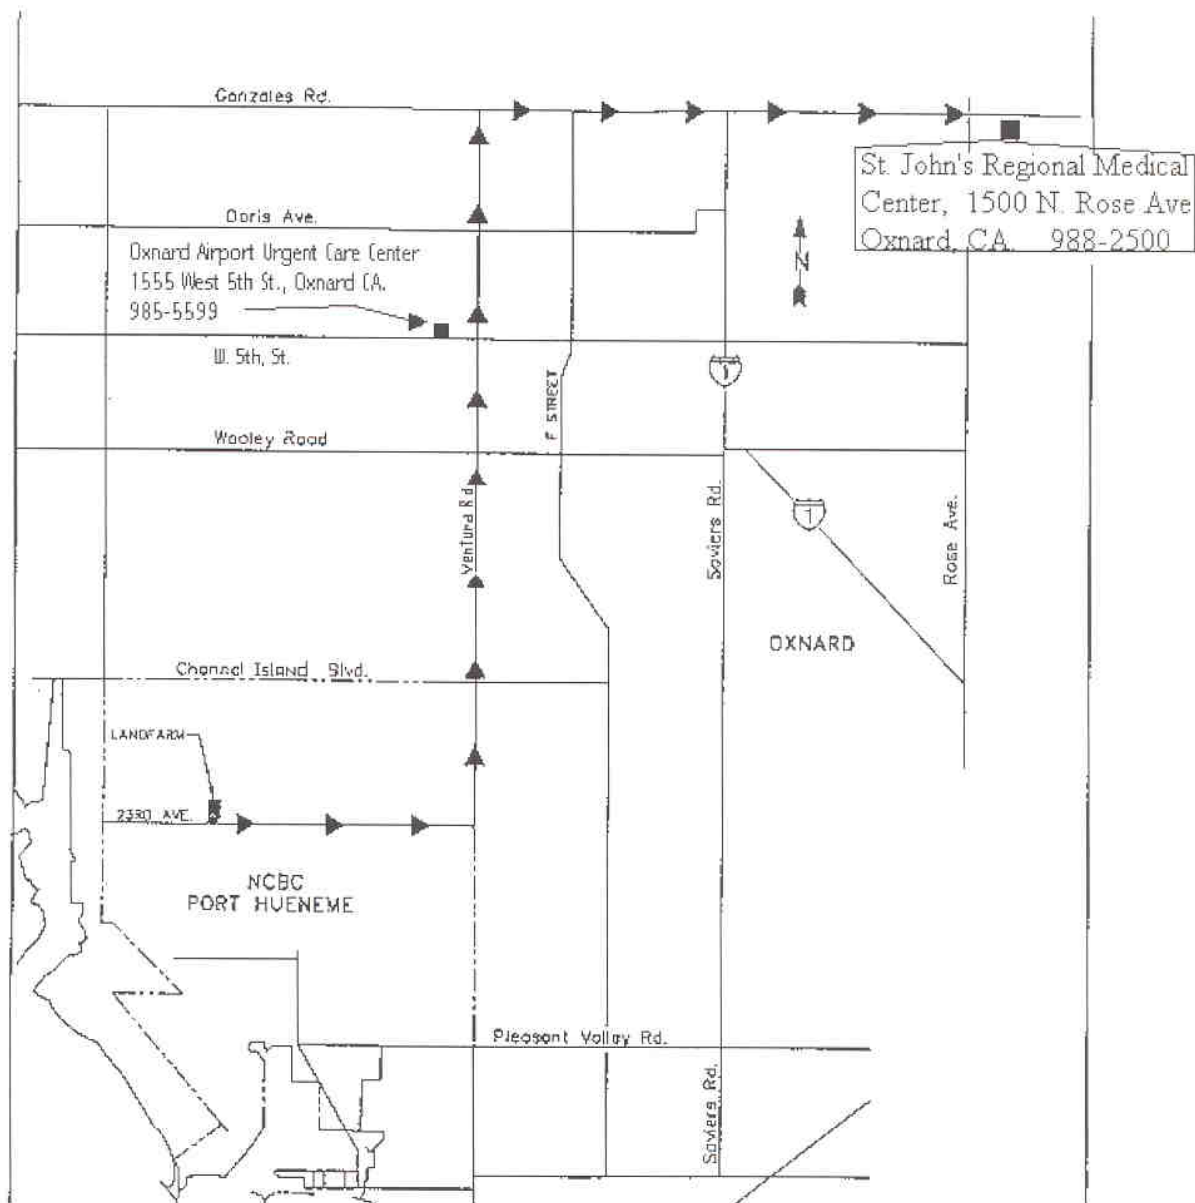 Gonzales Rd.
St. John's Regional Medical
Center, 1500 N. Rose Ave
Oxnard, CA. 988-2500
Doris Ave.
Oxnard Airport Urgent Care Center
1555 West 5th St., Oxnard CA.
985-5599
N
W. 5th, St.
1
F STREET
Wooley Road
Ventura Rd
Saviers Rd.
1
Rose Ave.
OXNARD
Channel Island Blvd.
LANDFARM
23RD AVE.
NCBC
PORT HUENEME
Pleasant Valley Rd.
Saviers Rd.